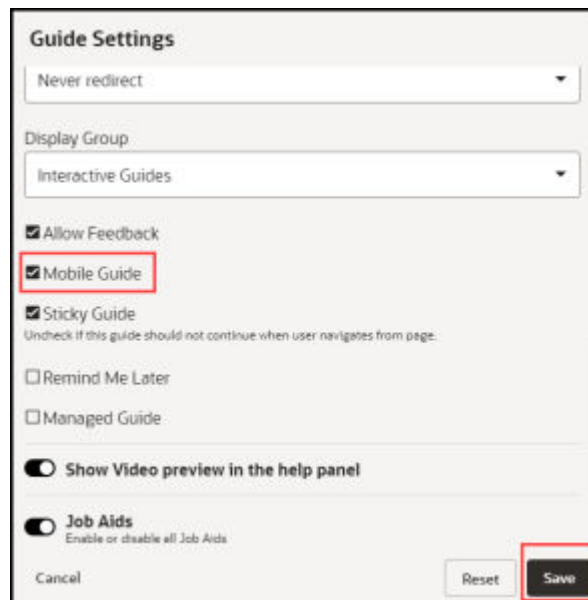 Guide Settings
Never redirect
Display Group
Interactive Guides
Allow Feedback
Mobile Guide
Sticky Guide
Uncheck if this guide should not continue when user navigates from page.
Remind Me Later
Managed Guide
Show Video preview in the help panel
Job Aids
Enable or disable all Job Aids
Cancel Reset Save